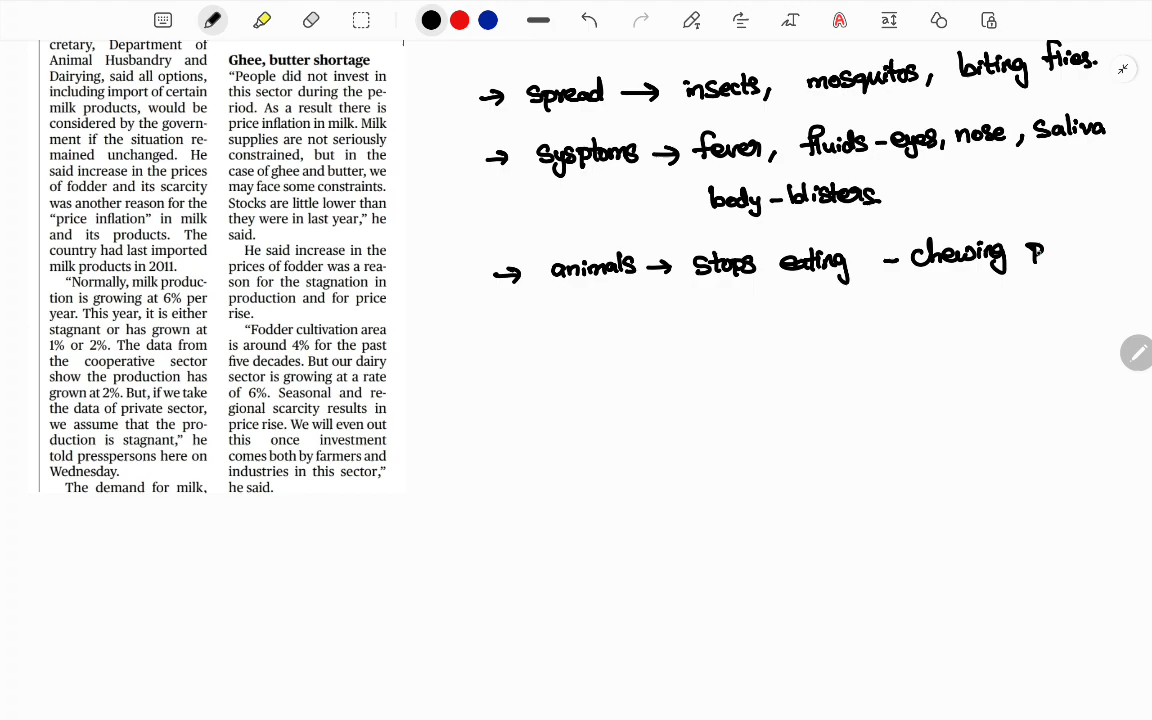 cretary, Department of
Animal Husbandry and
Dairying, said all options,
including import of certain
milk products, would be
considered by the govern-
ment if the situation re-
mained unchanged. He
said increase in the prices
of fodder and its scarcity
was another reason for the
“price inflation” in milk
and its products. The
country had last imported
milk products in 2011.
“Normally, milk produc-
tion is growing at 6% per
year. This year, it is either
stagnant or has grown at
1% or 2%. The data from
the cooperative sector
show the production has
grown at 2%. But, if we take
the data of private sector,
we assume that the pro-
duction is stagnant,” he
told presspersons here on
Wednesday.
The demand for milk,
Ghee, butter shortage
“People did not invest in
this sector during the pe-
riod. As a result there is
price inflation in milk. Milk
supplies are not seriously
constrained, but in the
case of ghee and butter, we
may face some constraints.
Stocks are little lower than
they were in last year,” he
said.
He said increase in the
prices of fodder was a rea-
son for the stagnation in
production and for price
rise.
“Fodder cultivation area
is around 4% for the past
five decades. But our dairy
sector is growing at a rate
of 6%. Seasonal and re-
gional scarcity results in
price rise. We will even out
this once investment
comes both by farmers and
industries in this sector,”
he said.
→ spread → insects, mosquitos, biting flies.
→ sysptoms → fever, fluids - eyes, nose, saliva
body - blisters
→ animals → stops eating - chewing p